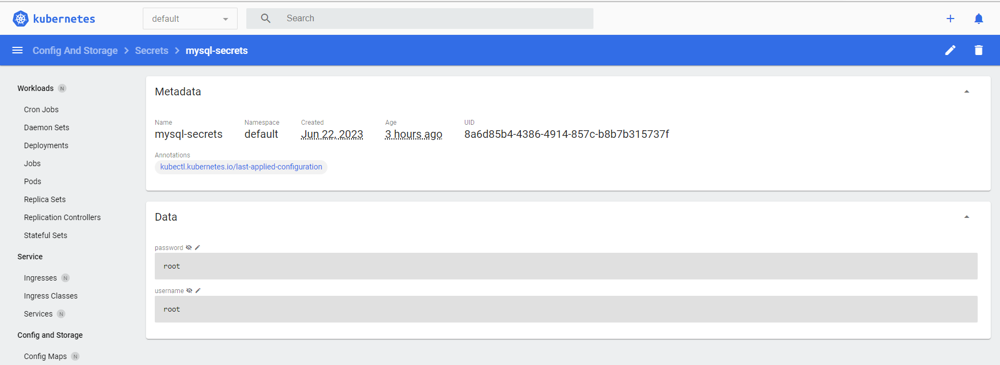 kubernetes
default
Search
Config And Storage > Secrets > mysql-secrets
Workloads N
Cron Jobs
Daemon Sets
Deployments
Jobs
Pods
Replica Sets
Replication Controllers
Stateful Sets
Service
Ingresses N
Ingress Classes
Services N
Config and Storage
Config Maps N
Metadata
Name Namespace Created Age UID
mysql-secrets default Jun 22, 2023 3 hours ago 8a6d85b4-4386-4914-857c-b8b7b315737f
Annotations
kubectl.kubernetes.io/last-applied-configuration
Data
password
root
username
root